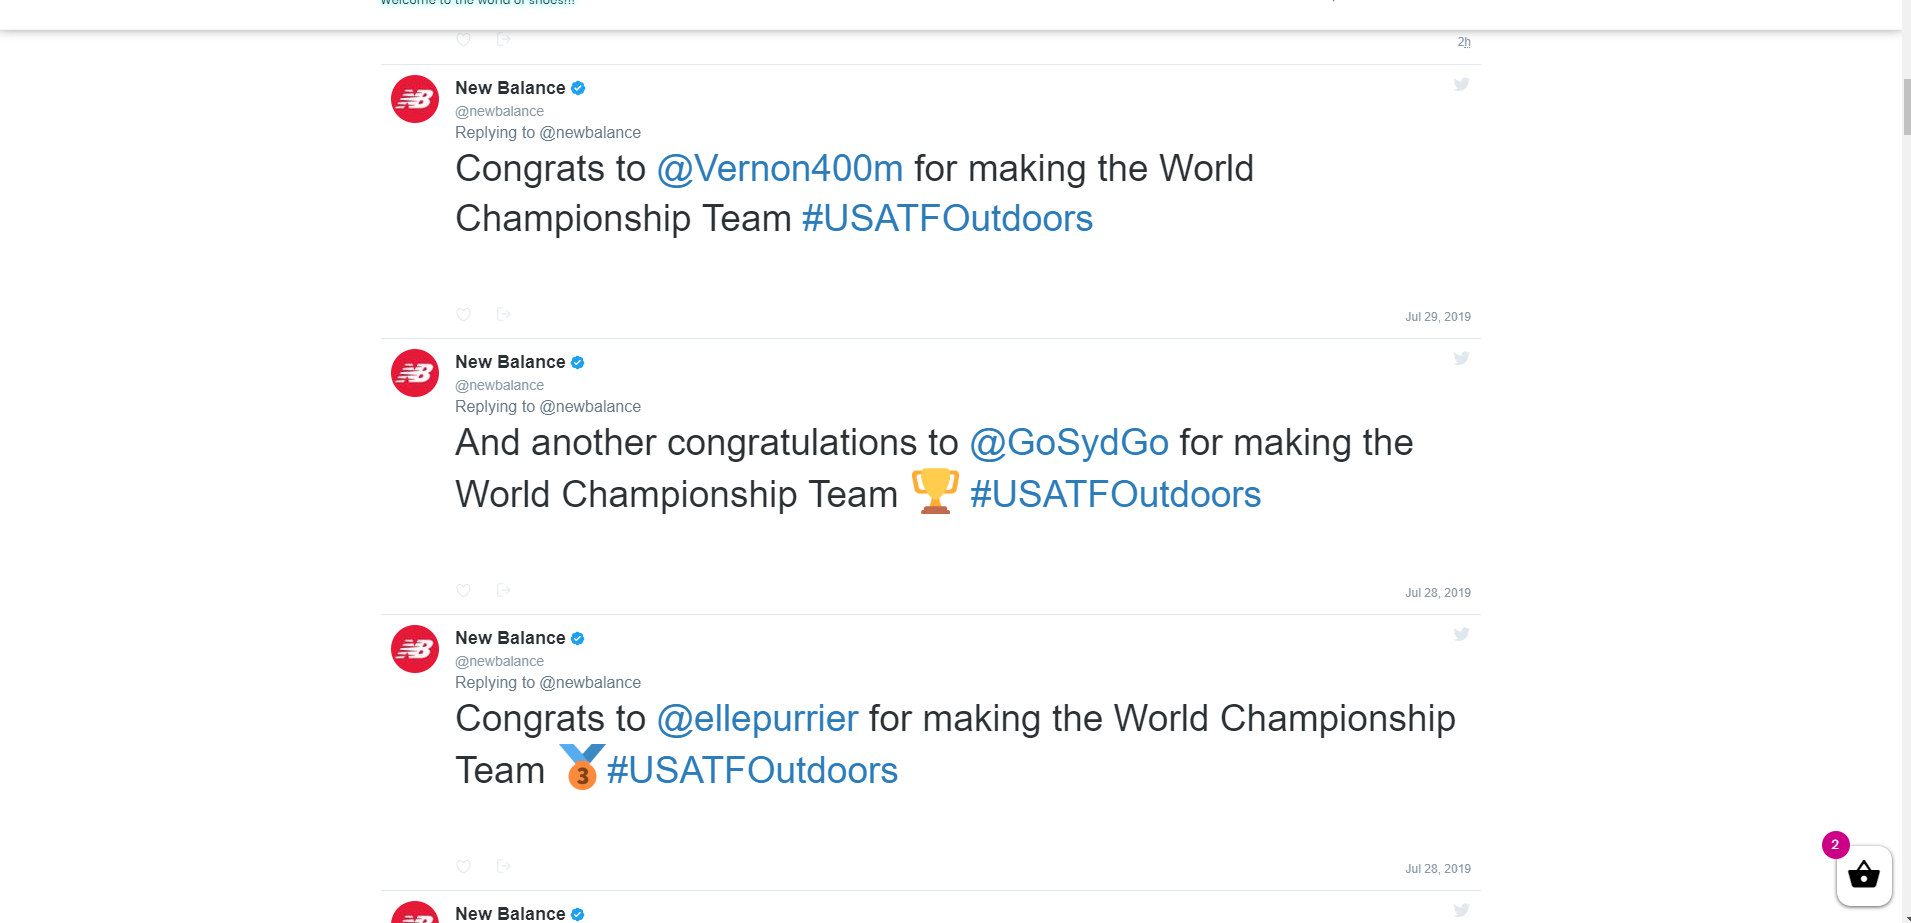 Welcome to the world of shoes!!!
2h
New Balance
@newbalance
Replying to @newbalance
Congrats to @Vernon400m for making the World
Championship Team #USATFOutdoors
Jul 29, 2019
New Balance
@newbalance
Replying to @newbalance
And another congratulations to @GoSydGo for making the
World Championship Team 🏆 #USATFOutdoors
Jul 28, 2019
New Balance
@newbalance
Replying to @newbalance
Congrats to @ellepurrier for making the World Championship
Team 🥉#USATFOutdoors
Jul 28, 2019
2
New Balance